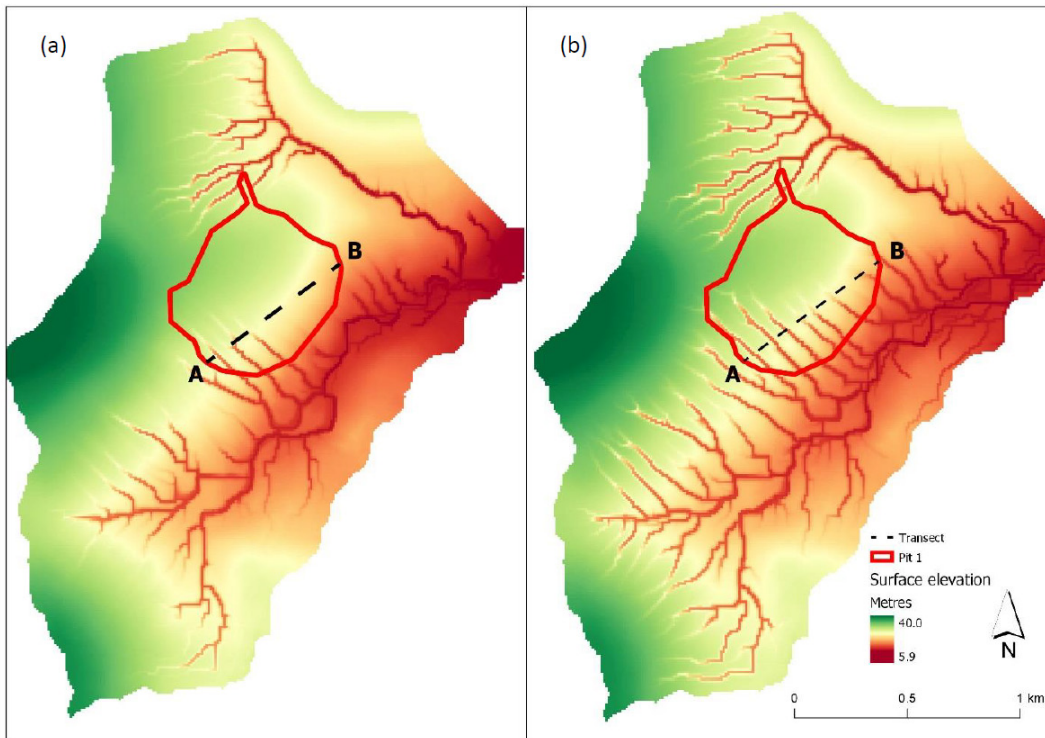 (a)
B
A
(b)
B
A
Transect
Pit 1
Surface elevation
Metres
40.0
5.9
N
0 0.5 1 km